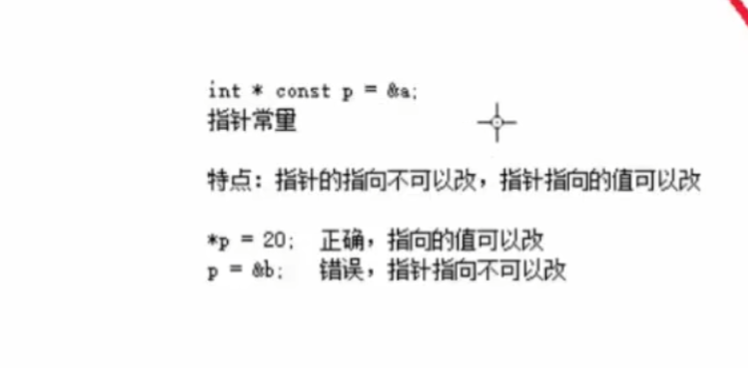 int * const p = &a;
指针常量
特点：指针的指向不可以改，指针指向的值可以改
*p = 20; 正确，指向的值可以改
p = &b; 错误，指针指向不可以改